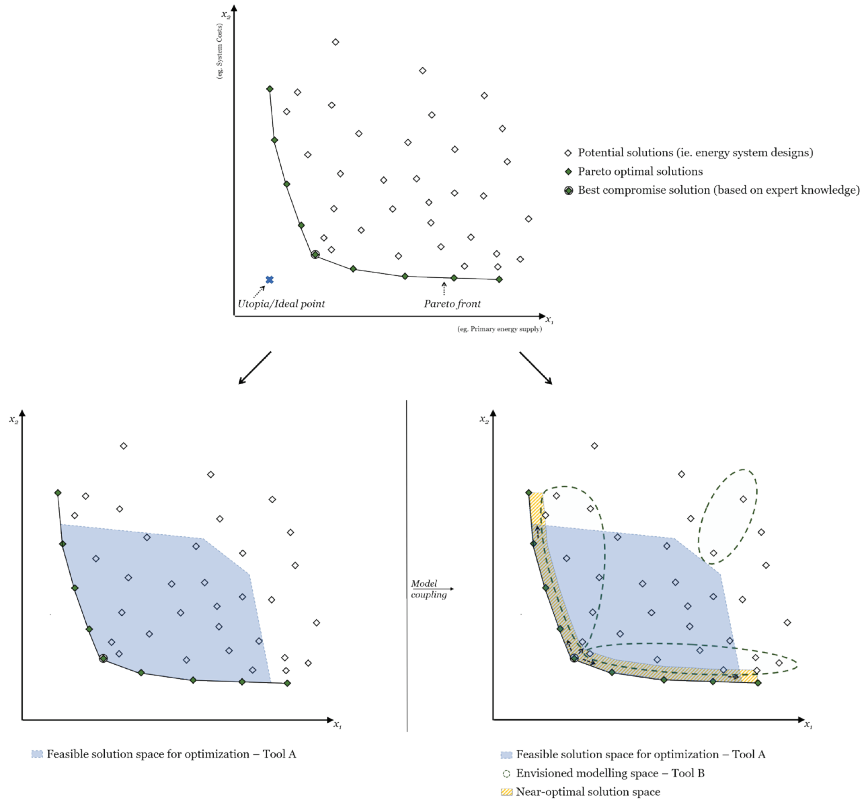 x₂
(eg. System Costs)
Potential solutions (ie. energy system designs)
Pareto optimal solutions
Best compromise solution (based on expert knowledge)
Utopia/Ideal point
Pareto front
x₁
(eg. Primary energy supply)
x₂
x₁
Feasible solution space for optimization – Tool A
Model
coupling
x₂
x₁
Feasible solution space for optimization – Tool A
Envisioned modelling space – Tool B
Near-optimal solution space